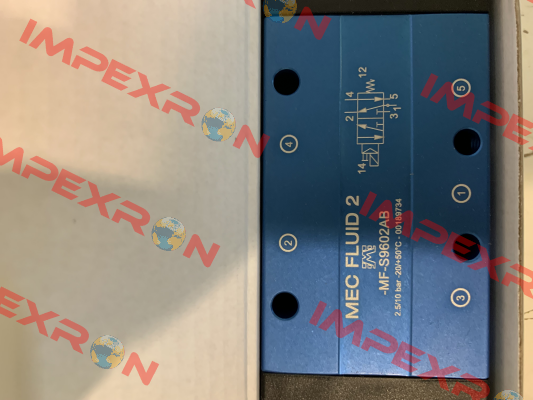 MEC FLUID 2
-MF-S9602AB
2.5/10 bar -20/+50°C - 00189734
14
12
2 4
3 1 5
4
2
5
1
3
IMPEXRON
IMPEXRON
IMPEXRON
IMPEXRON
IMPEXRON
IMPEXRON